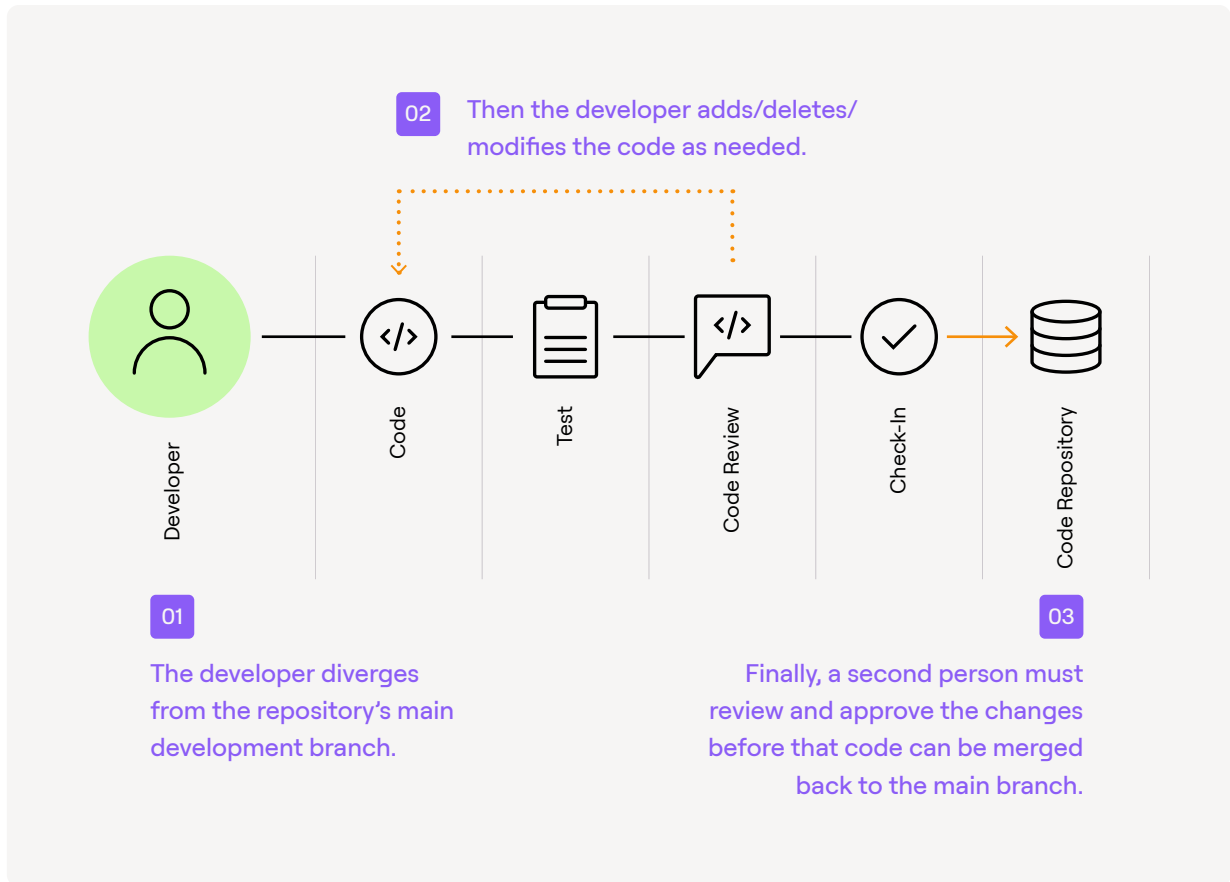 02
Then the developer adds/deletes/
modifies the code as needed.
</>
</>
Developer
Code
Test
Code Review
Check-In
Code Repository
01
The developer diverges
from the repository’s main
development branch.
03
Finally, a second person must
review and approve the changes
before that code can be merged
back to the main branch.